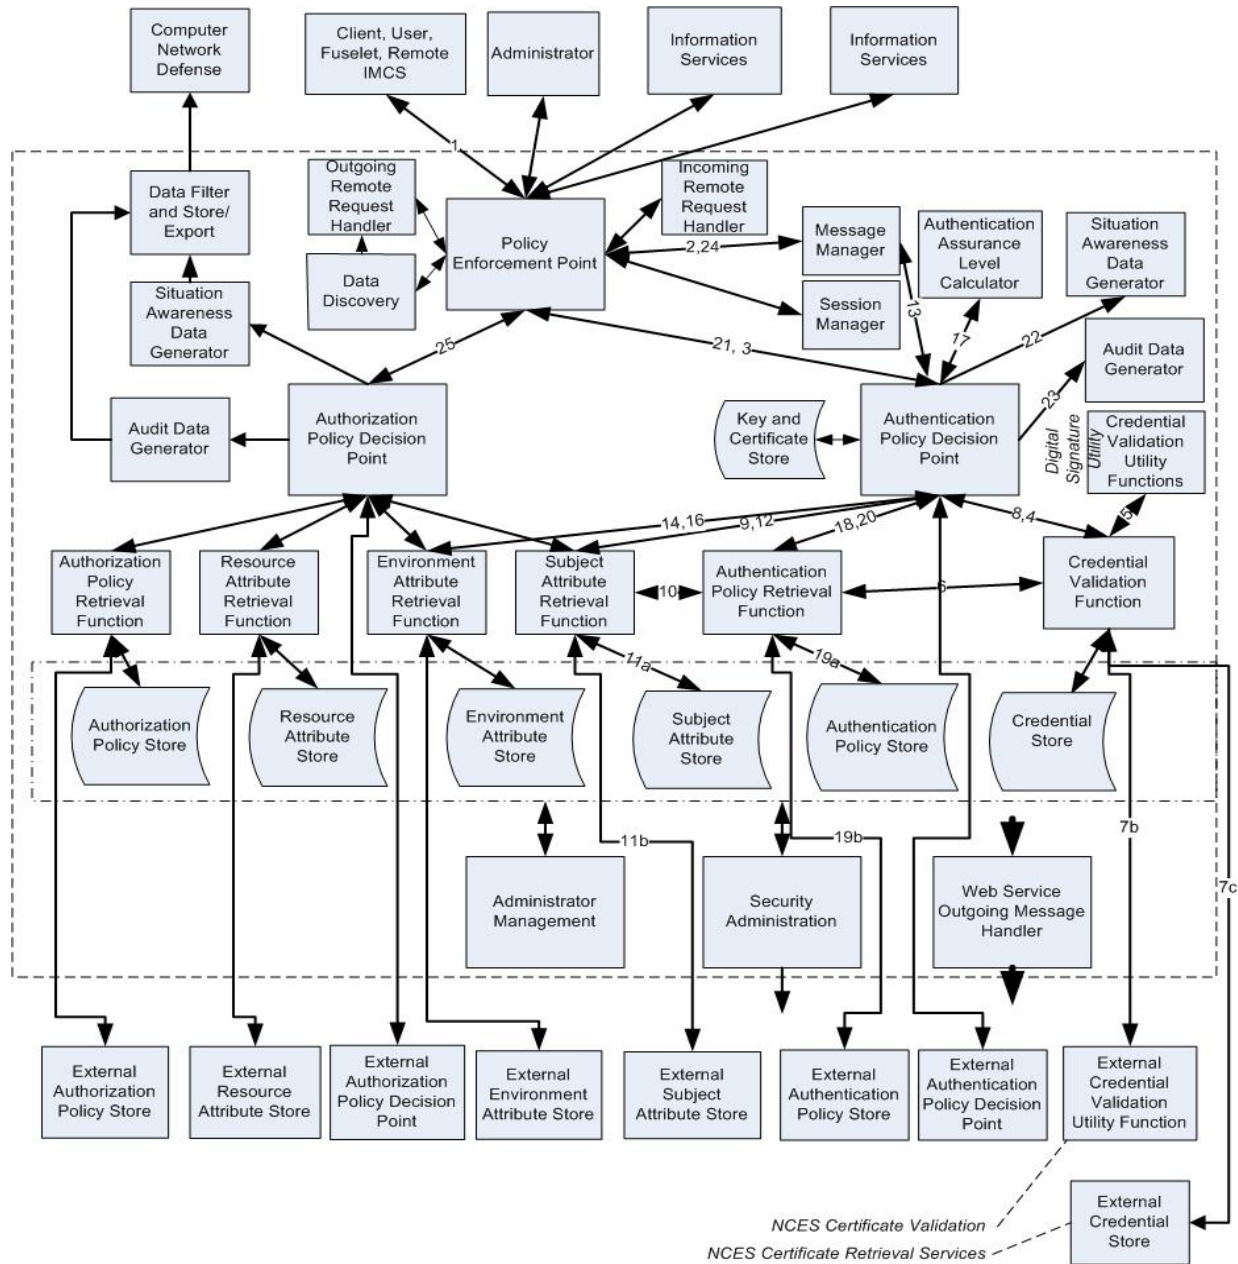 Computer
Network
Defense
Client, User,
Fuselet, Remote
IMCS
Administrator
Information
Services
Information
Services
1
Data Filter
and Store/
Export
Outgoing
Remote
Request
Handler
Policy
Enforcement Point
Incoming
Remote
Request
Handler
2,24
Message
Manager
Authentication
Assurance
Level
Calculator
Situation
Awareness
Data
Generator
Data
Discovery
Situation
Awareness
Data
Generator
Session
Manager
13
25
21, 3
17
22
Audit Data
Generator
23
Audit Data
Generator
Authorization
Policy Decision
Point
Key and
Certificate
Store
Authentication
Policy Decision
Point
Digital
Signature
Utility
Credential
Validation
Utility
Functions
14,16
9,12
18,20
8,4
5
Authorization
Policy
Retrieval
Function
Resource
Attribute
Retrieval
Function
Environment
Attribute
Retrieval
Function
Subject
Attribute
Retrieval
Function
10
Authentication
Policy Retrieval
Function
6
Credential
Validation
Function
11a
19a
Authorization
Policy Store
Resource
Attribute
Store
Environment
Attribute
Store
Subject
Attribute
Store
Authentication
Policy Store
Credential
Store
11b
19b
7b
7c
Administrator
Management
Security
Administration
Web Service
Outgoing Message
Handler
External
Authorization
Policy Store
External
Resource
Attribute Store
External
Authorization
Policy Decision
Point
External
Environment
Attribute Store
External
Subject
Attribute Store
External
Authentication
Policy Store
External
Authentication
Policy Decision
Point
External
Credential
Validation
Utility Function
NCES Certificate Validation
NCES Certificate Retrieval Services
External
Credential
Store